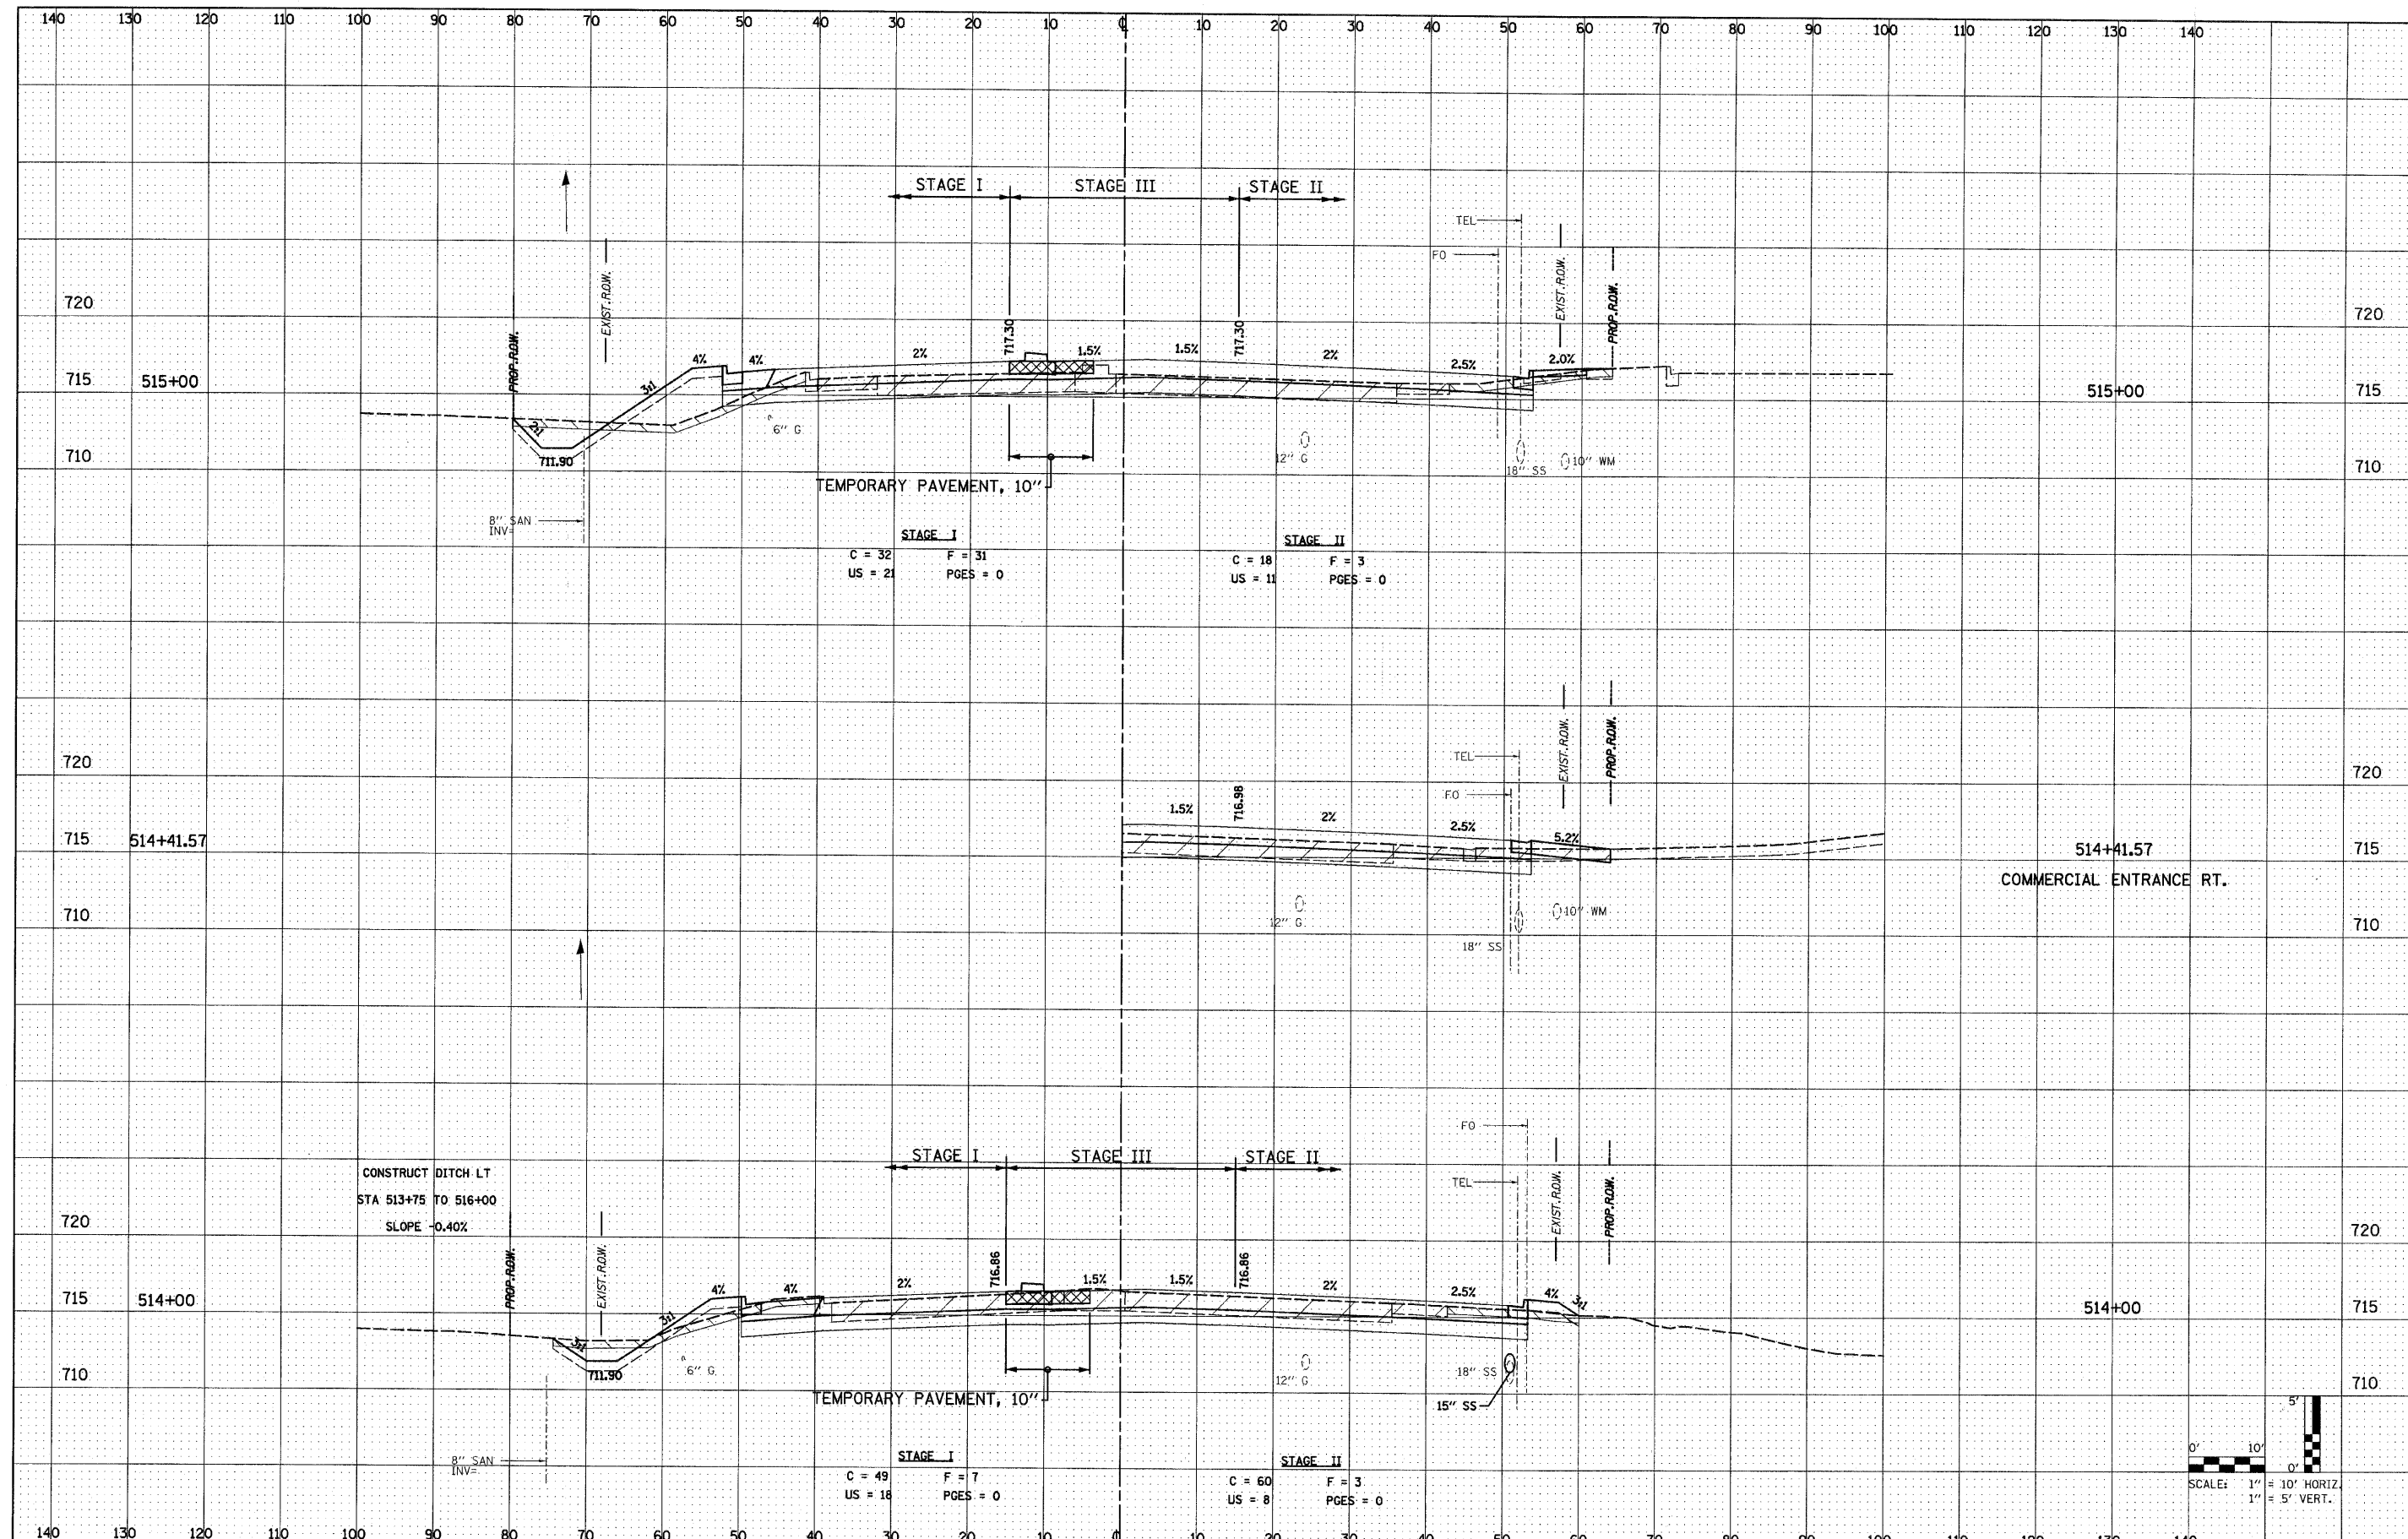 140 130 120 110 100 90 80 70 60 50 40 30 20 10 ℄ 10 20 30 40 50 60 70 80 90 100 110 120 130 140
STAGE I STAGE III STAGE II
TEL
FO
EXIST. R.O.W.
EXIST. R.O.W.
PROP. R.O.W.
PROP. R.O.W.
720 720
717.30 717.30
4% 4% 2% 1.5% 1.5% 2% 2.5% 2.0%
3:1
715 515+00 515+00 715
2:1
6" G
12" G
711.90
710 18" SS 10" WM 710
TEMPORARY PAVEMENT, 10"
8" SAN
INV=
STAGE I
C = 32 F = 31
US = 21 PGES = 0
STAGE II
C = 18 F = 3
US = 11 PGES = 0
TEL
EXIST. R.O.W.
PROP. R.O.W.
720 720
FO
716.98
1.5% 2% 2.5% 5.2%
715 514+41.57 514+41.57 715
COMMERCIAL ENTRANCE RT.
710 12" G 10" WM 710
18" SS
FO
CONSTRUCT DITCH LT
STA 513+75 TO 516+00
SLOPE -0.40%
STAGE I STAGE III STAGE II
TEL
EXIST. R.O.W.
PROP. R.O.W.
720 720
PROP. R.O.W.
EXIST. R.O.W.
716.86 716.86
4% 4% 2% 1.5% 1.5% 2% 2.5% 4%
3:1
3:1
715 514+00 514+00 715
3:1
6" G
12" G
18" SS
711.90
710 710
TEMPORARY PAVEMENT, 10"
15" SS
8" SAN
INV=
STAGE I
C = 49 F = 7
US = 18 PGES = 0
STAGE II
C = 60 F = 3
US = 8 PGES = 0
5'
0' 10'
0'
SCALE: 1" = 10' HORIZ.
1" = 5' VERT.
140 130 120 110 100 90 80 70 60 50 40 30 20 10 ℄ 10 20 30 40 50 60 70 80 90 100 110 120 130 140